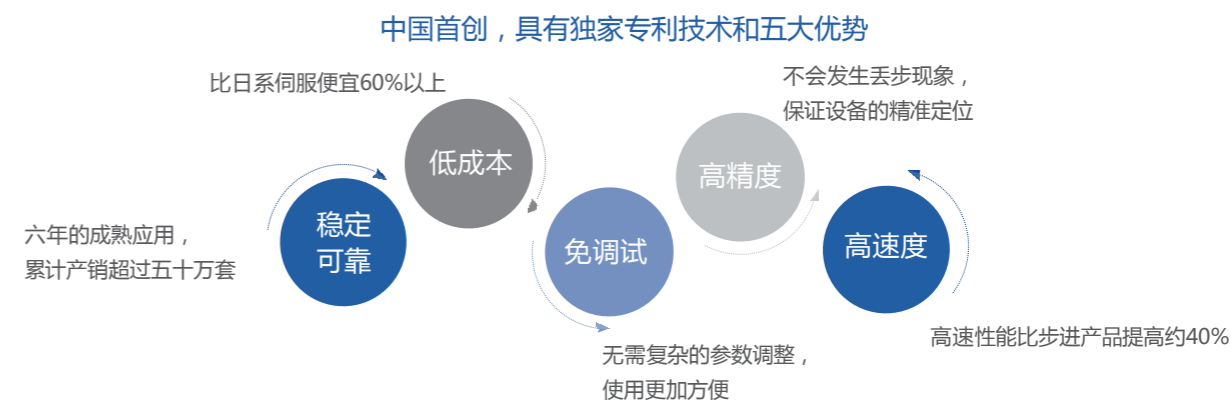 中国首创，具有独家专利技术和五大优势
六年的成熟应用，
累计产销超过五十万套
稳定
可靠
比日系伺服便宜60%以上
低成本
免调试
无需复杂的参数调整，
使用更加方便
不会发生丢步现象，
保证设备的精准定位
高精度
高速度
高速性能比步进产品提高约40%